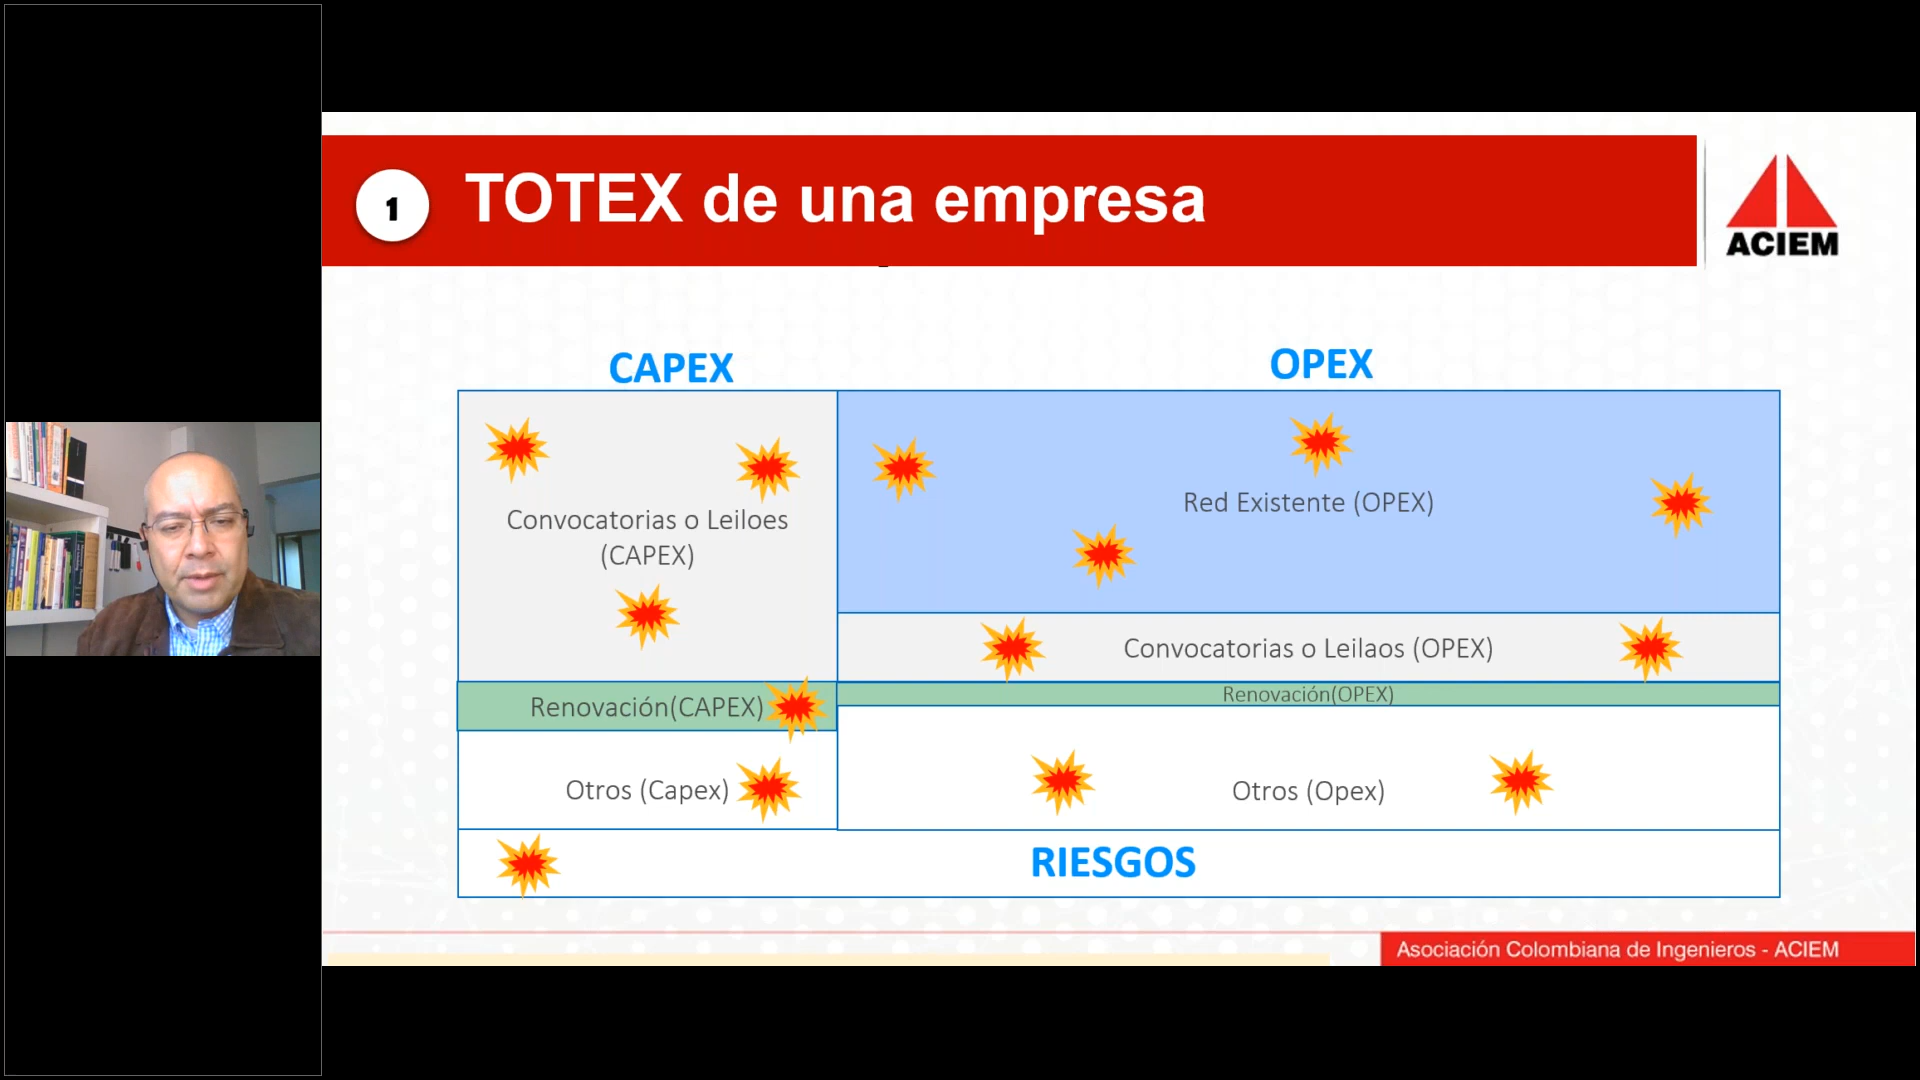 1
TOTEX de una empresa
ACIEM
CAPEX
OPEX
Convocatorias o Leiloes
(CAPEX)
Red Existente (OPEX)
Convocatorias o Leilaos (OPEX)
Renovación(CAPEX)
Renovación(OPEX)
Otros (Capex)
Otros (Opex)
RIESGOS
Asociación Colombiana de Ingenieros - ACIEM